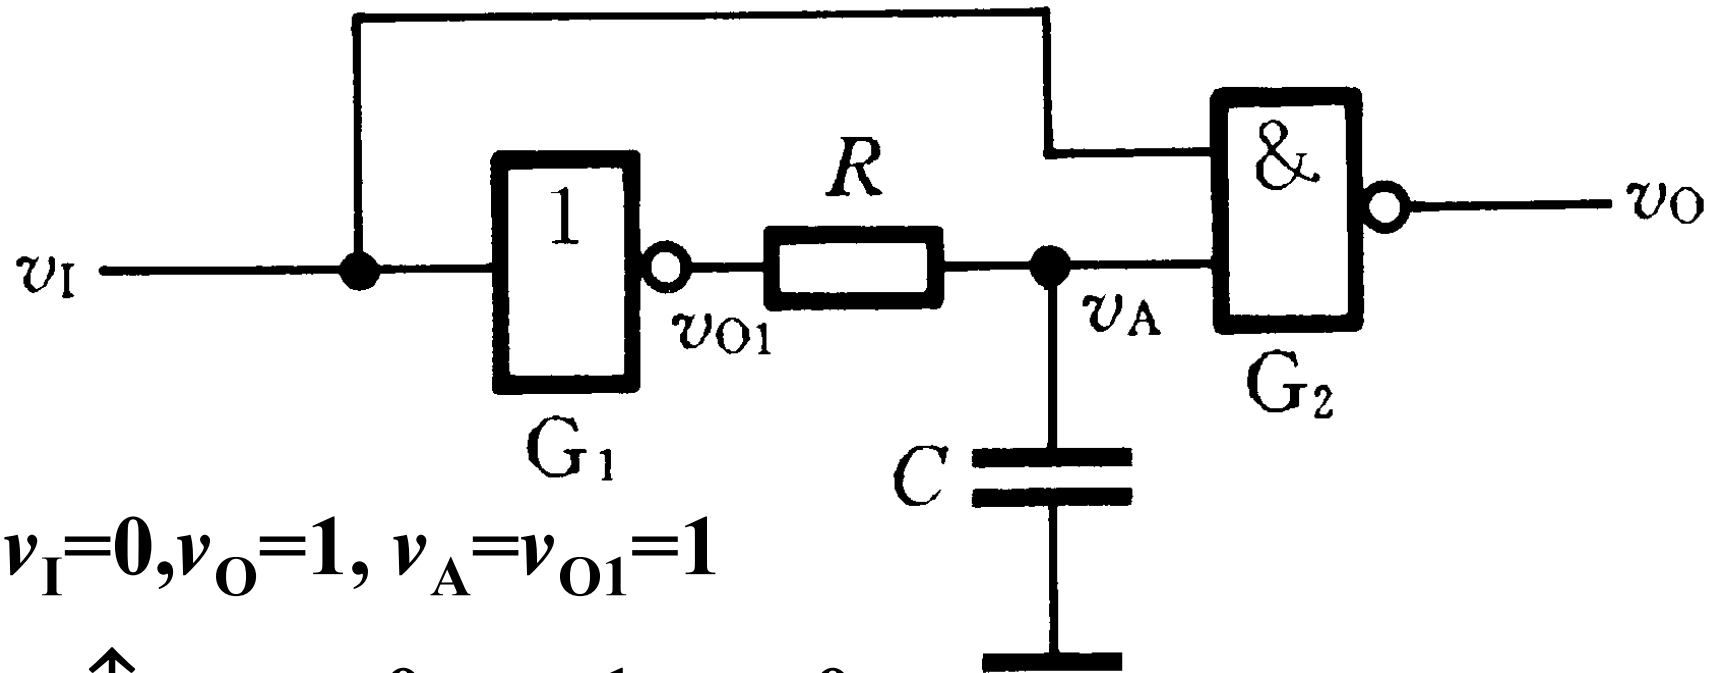 R
1
&
v_O
v_I
v_O1
v_A
G_1
G_2
C
v_I=0,v_O=1, v_A=v_O1=1